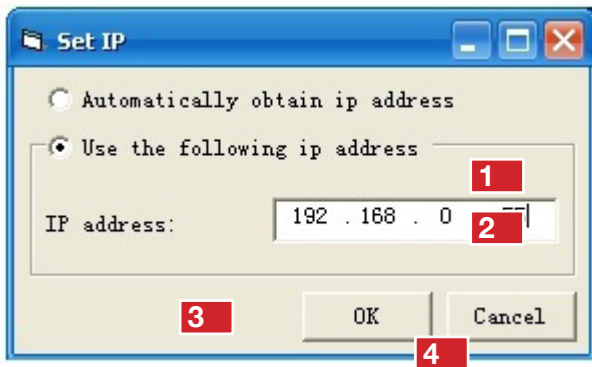 Set IP
Automatically obtain ip address
Use the following ip address
1
IP address: 192 . 168 . 0
2
3 OK Cancel
4